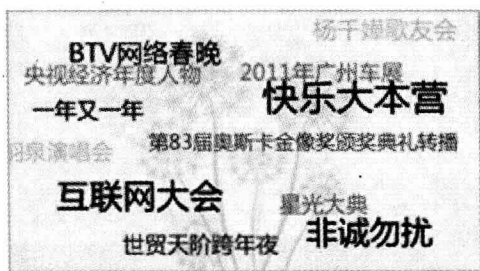 杨千嬅歌友会
BTV网络春晚
央视经济年度人物
2011年广州车展
快乐大本营
一年又一年
第83届奥斯卡金像奖颁奖典礼转播
羽泉演唱会
互联网大会
星光大典
非诚勿扰
世贸天阶跨年夜